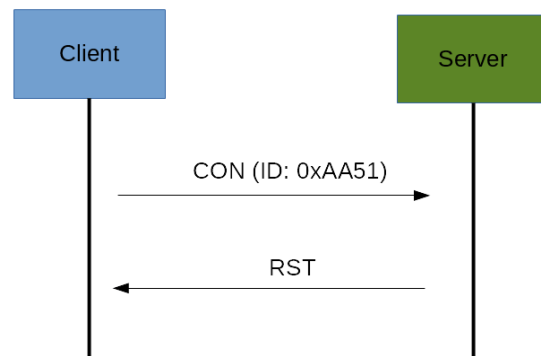 Client
Server
CON (ID: 0xAA51)
RST